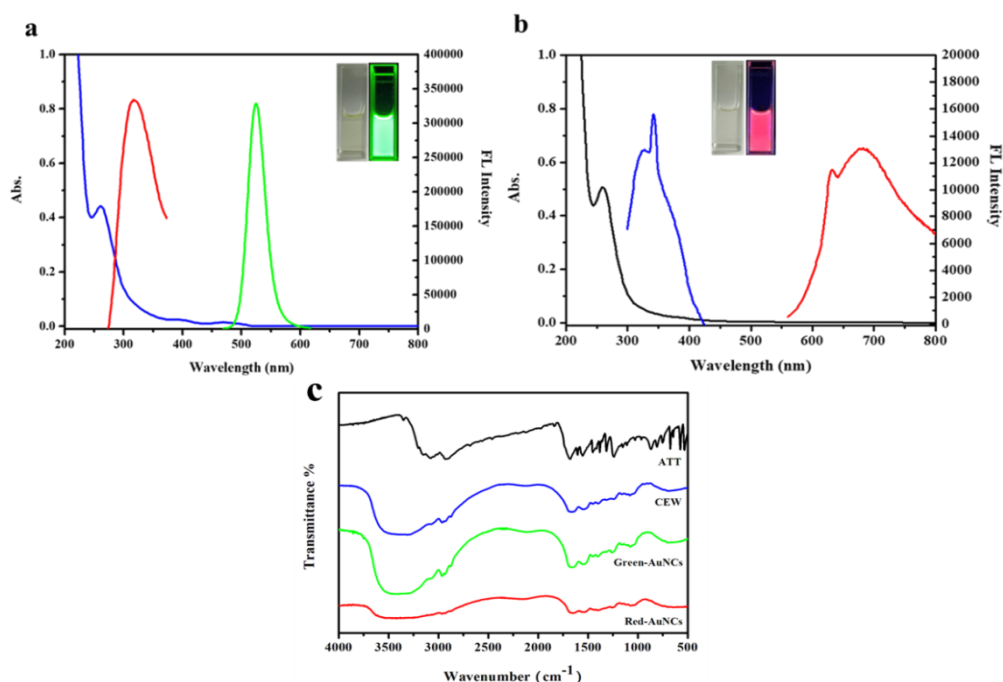 a
1.0
0.8
0.6
0.4
0.2
0.0
Abs.
200 300 400 500 600 700 800
Wavelength (nm)
400000
350000
300000
250000
200000
150000
100000
50000
0
FL Intensity
b
1.0
0.8
0.6
0.4
0.2
0.0
Abs.
200 300 400 500 600 700 800
Wavelength (nm)
20000
18000
16000
14000
12000
10000
8000
6000
4000
2000
0
FL Intensity
c
Transmittance %
ATT
CEW
Green-AuNCs
Red-AuNCs
4000 3500 3000 2500 2000 1500 1000 500
Wavenumber (cm-1)